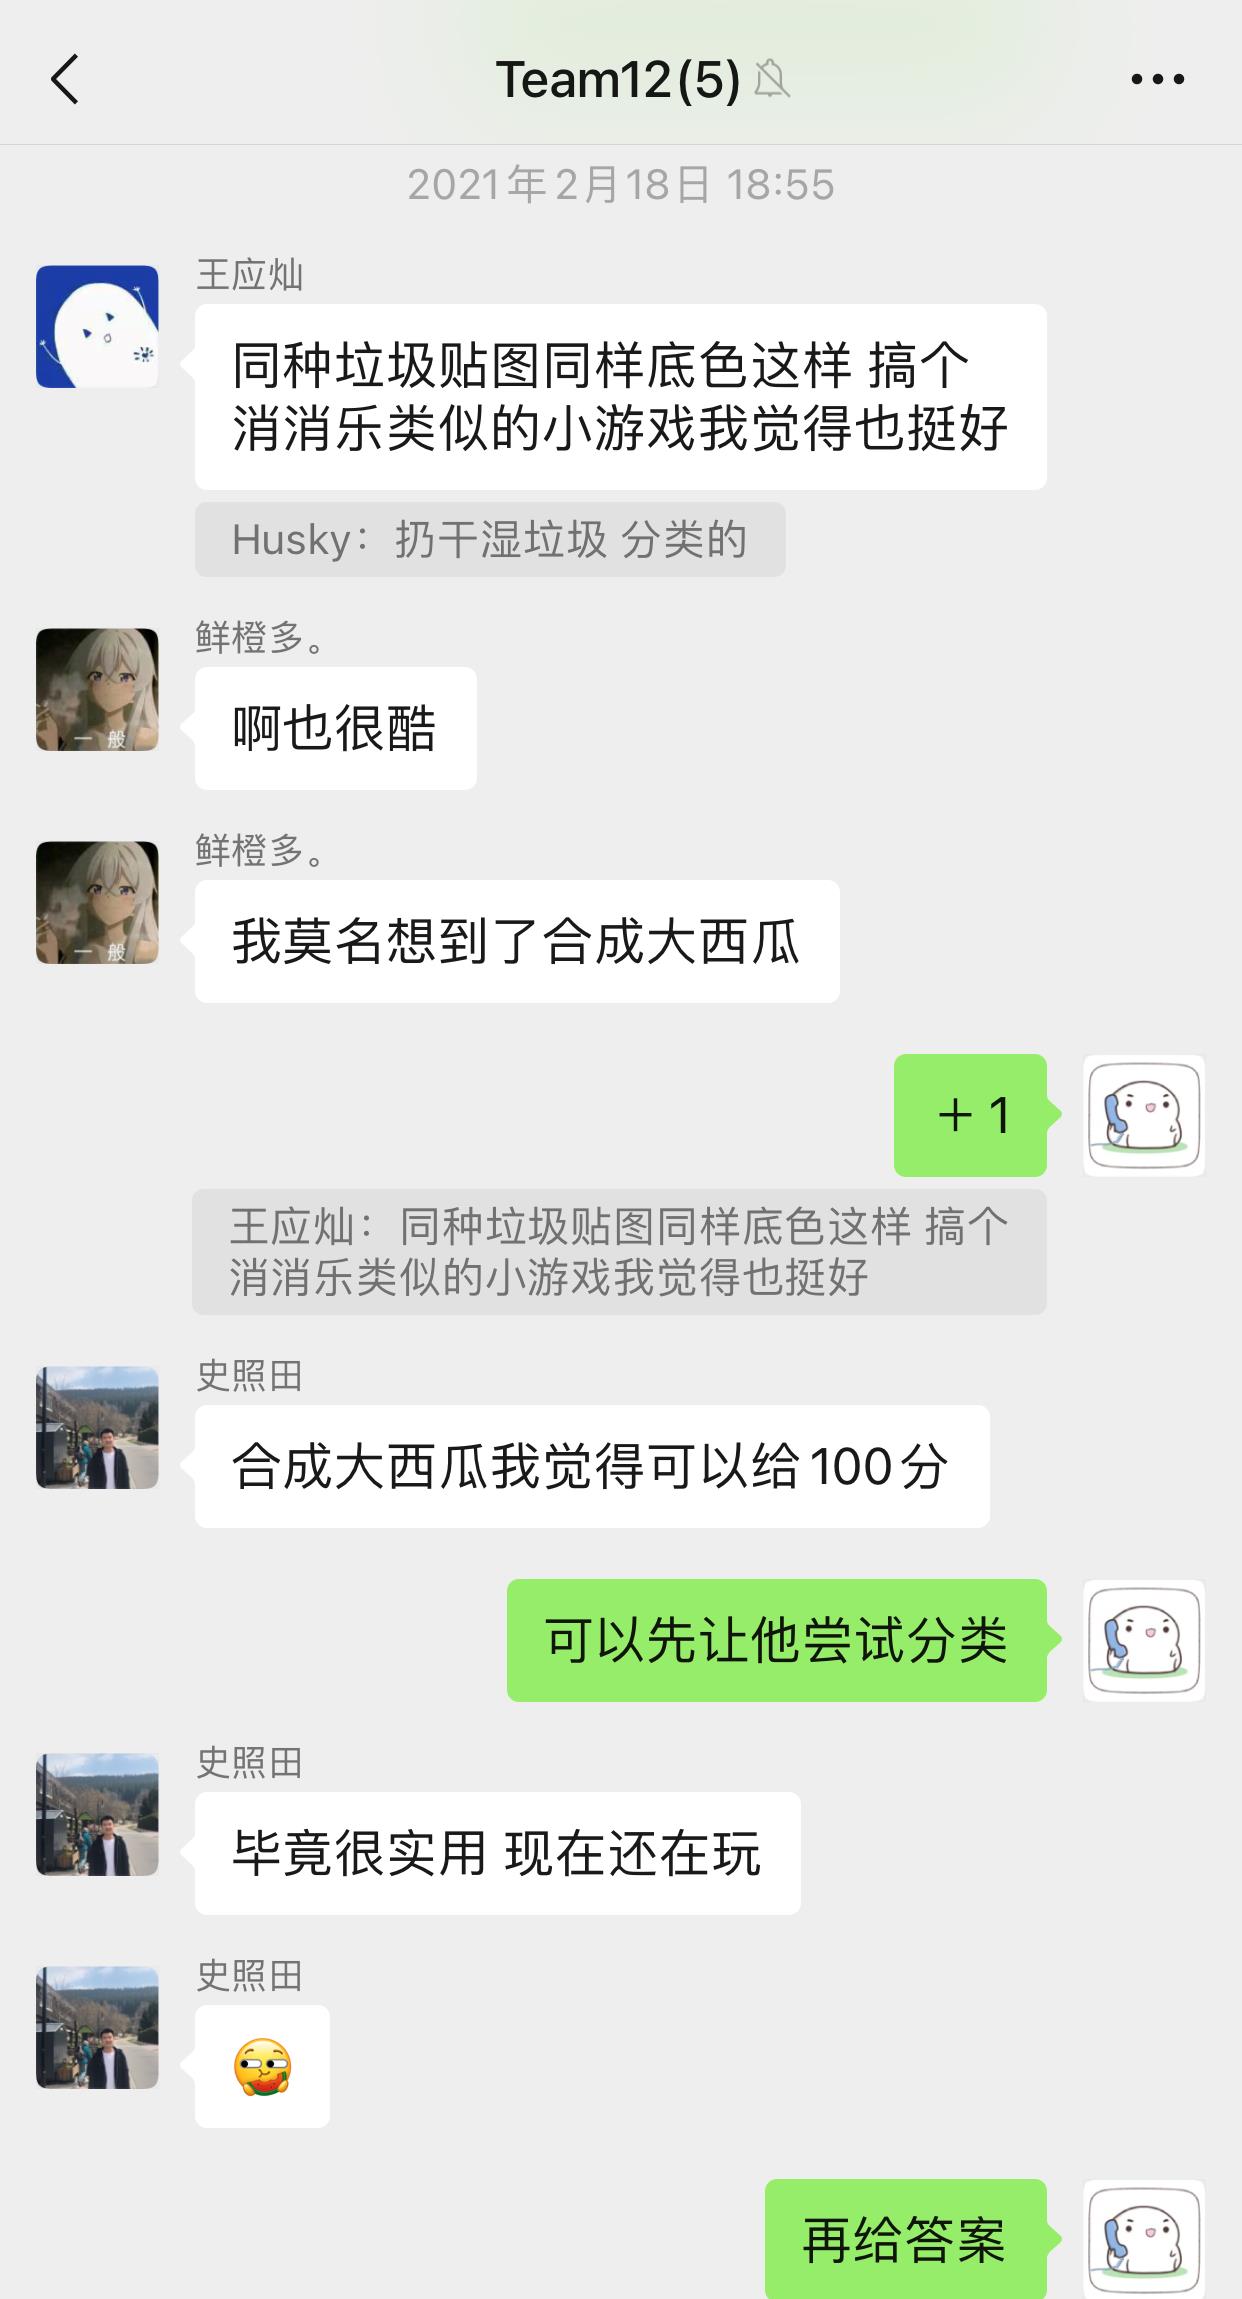 Team12(5)
2021年2月18日 18:55
王应灿
同种垃圾贴图同样底色这样 搞个
消消乐类似的小游戏我觉得也挺好
Husky：扔干湿垃圾 分类的
鲜橙多。
啊也很酷
一 般
鲜橙多。
我莫名想到了合成大西瓜
一 般
＋1
王应灿：同种垃圾贴图同样底色这样 搞个
消消乐类似的小游戏我觉得也挺好
史照田
合成大西瓜我觉得可以给100分
可以先让他尝试分类
史照田
毕竟很实用 现在还在玩
史照田
再给答案